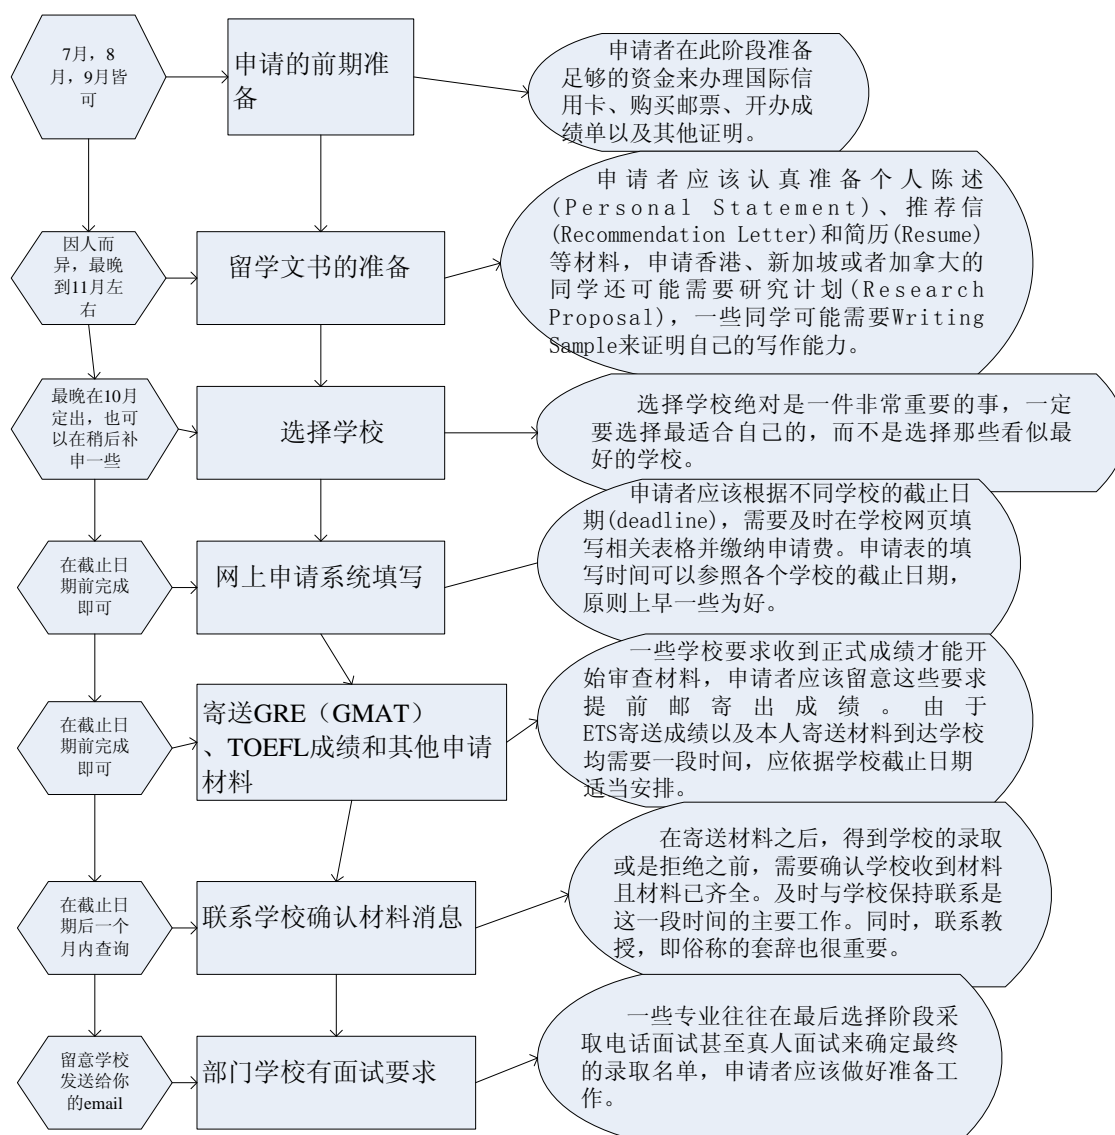 7月，8
月，9月皆
可
申请的前期准
备
申请者在此阶段准备
足够的资金来办理国际信
用卡、购买邮票、开办成
绩单以及其他证明。
因人而
异，最晚
到11月左
右
留学文书的准备
申请者应该认真准备个人陈述
(Personal Statement)、推荐信
(Recommendation Letter)和简历(Resume)
等材料，申请香港、新加坡或者加拿大的
同学还可能需要研究计划(Research
Proposal)，一些同学可能需要Writing
Sample来证明自己的写作能力。
最晚在10月
定出，也可
以在稍后补
申一些
选择学校
选择学校绝对是一件非常重要的事，一定
要选择最适合自己的，而不是选择那些看似最
好的学校。
在截止日
期前完成
即可
网上申请系统填写
申请者应该根据不同学校的截止日
期(deadline)，需要及时在学校网页填
写相关表格并缴纳申请费。申请表的填
写时间可以参照各个学校的截止日期，
原则上早一些为好。
在截止日
期前完成
即可
寄送GRE（GMAT）
、TOEFL成绩和其他申请
材料
一些学校要求收到正式成绩才能开
始审查材料，申请者应该留意这些要求
提前邮寄出成绩。由于
ETS寄送成绩以及本人寄送材料到达学校
均需要一段时间，应依据学校截止日期
适当安排。
在截止日
期后一个
月内查询
联系学校确认材料消息
在寄送材料之后，得到学校的录取
或是拒绝之前，需要确认学校收到材料
且材料已齐全。及时与学校保持联系是
这一段时间的主要工作。同时，联系教
授，即俗称的套辞也很重要。
留意学校
发送给你
的email
部门学校有面试要求
一些专业往往在最后选择阶段采
取电话面试甚至真人面试来确定最终
的录取名单，申请者应该做好准备工
作。